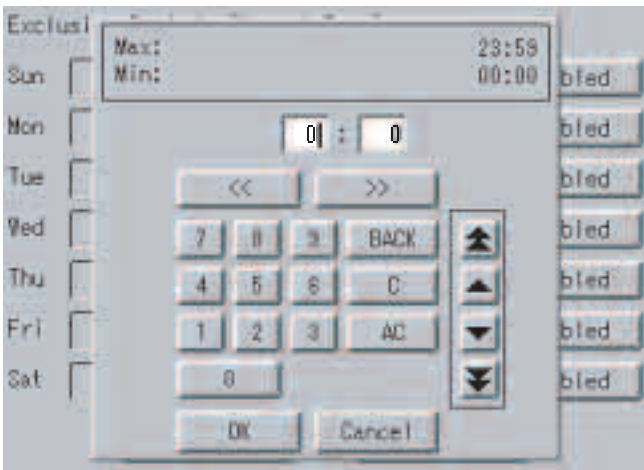 Exclusi
Max: 23:59
Min: 00:00
Sun bled
Mon bled
0 : 0
Tue bled
<< >>
Wed bled
7 8 9 BACK
Thu bled
4 5 6 C
Fri bled
1 2 3 AC
Sat bled
0
OK Cancel